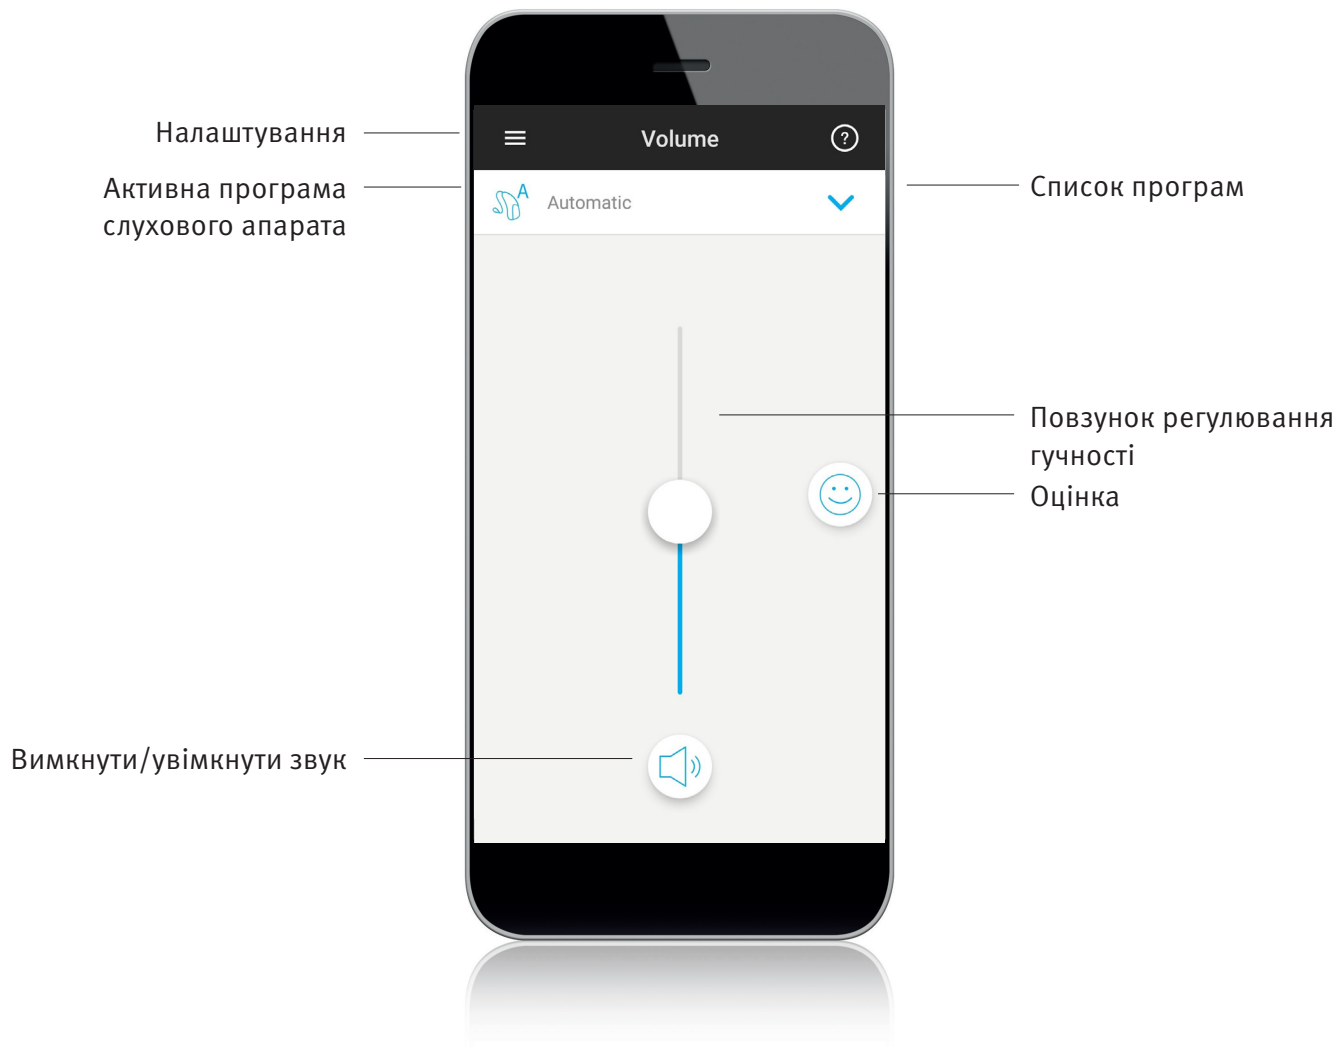 Налаштування
Активна програма
слухового апарата
Вимкнути/увімкнути звук
Volume
?
A
Automatic
Список програм
Повзунок регулювання
гучності
Оцінка